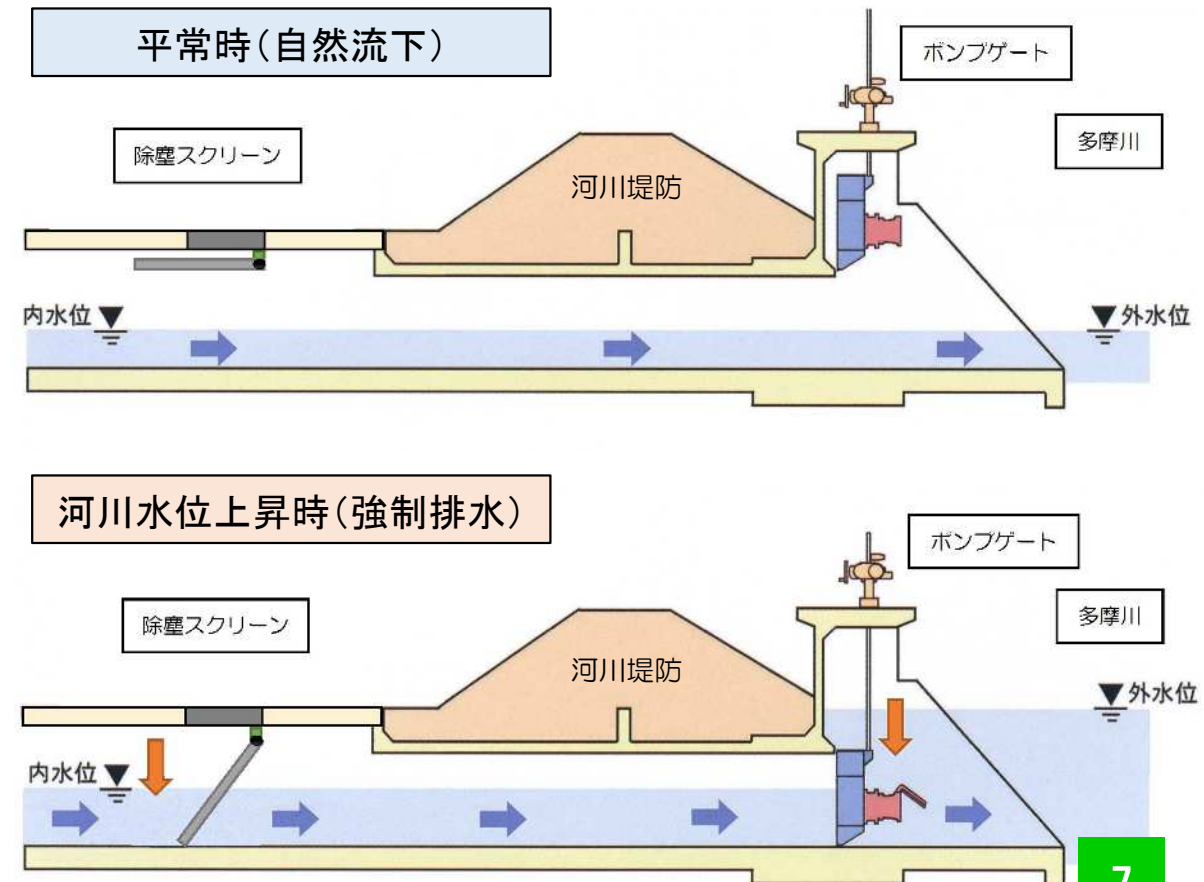 平常時(自然流下)
ポンプゲート
除塵スクリーン
多摩川
河川堤防
内水位
外水位
河川水位上昇時(強制排水)
ポンプゲート
除塵スクリーン
多摩川
河川堤防
外水位
内水位
7